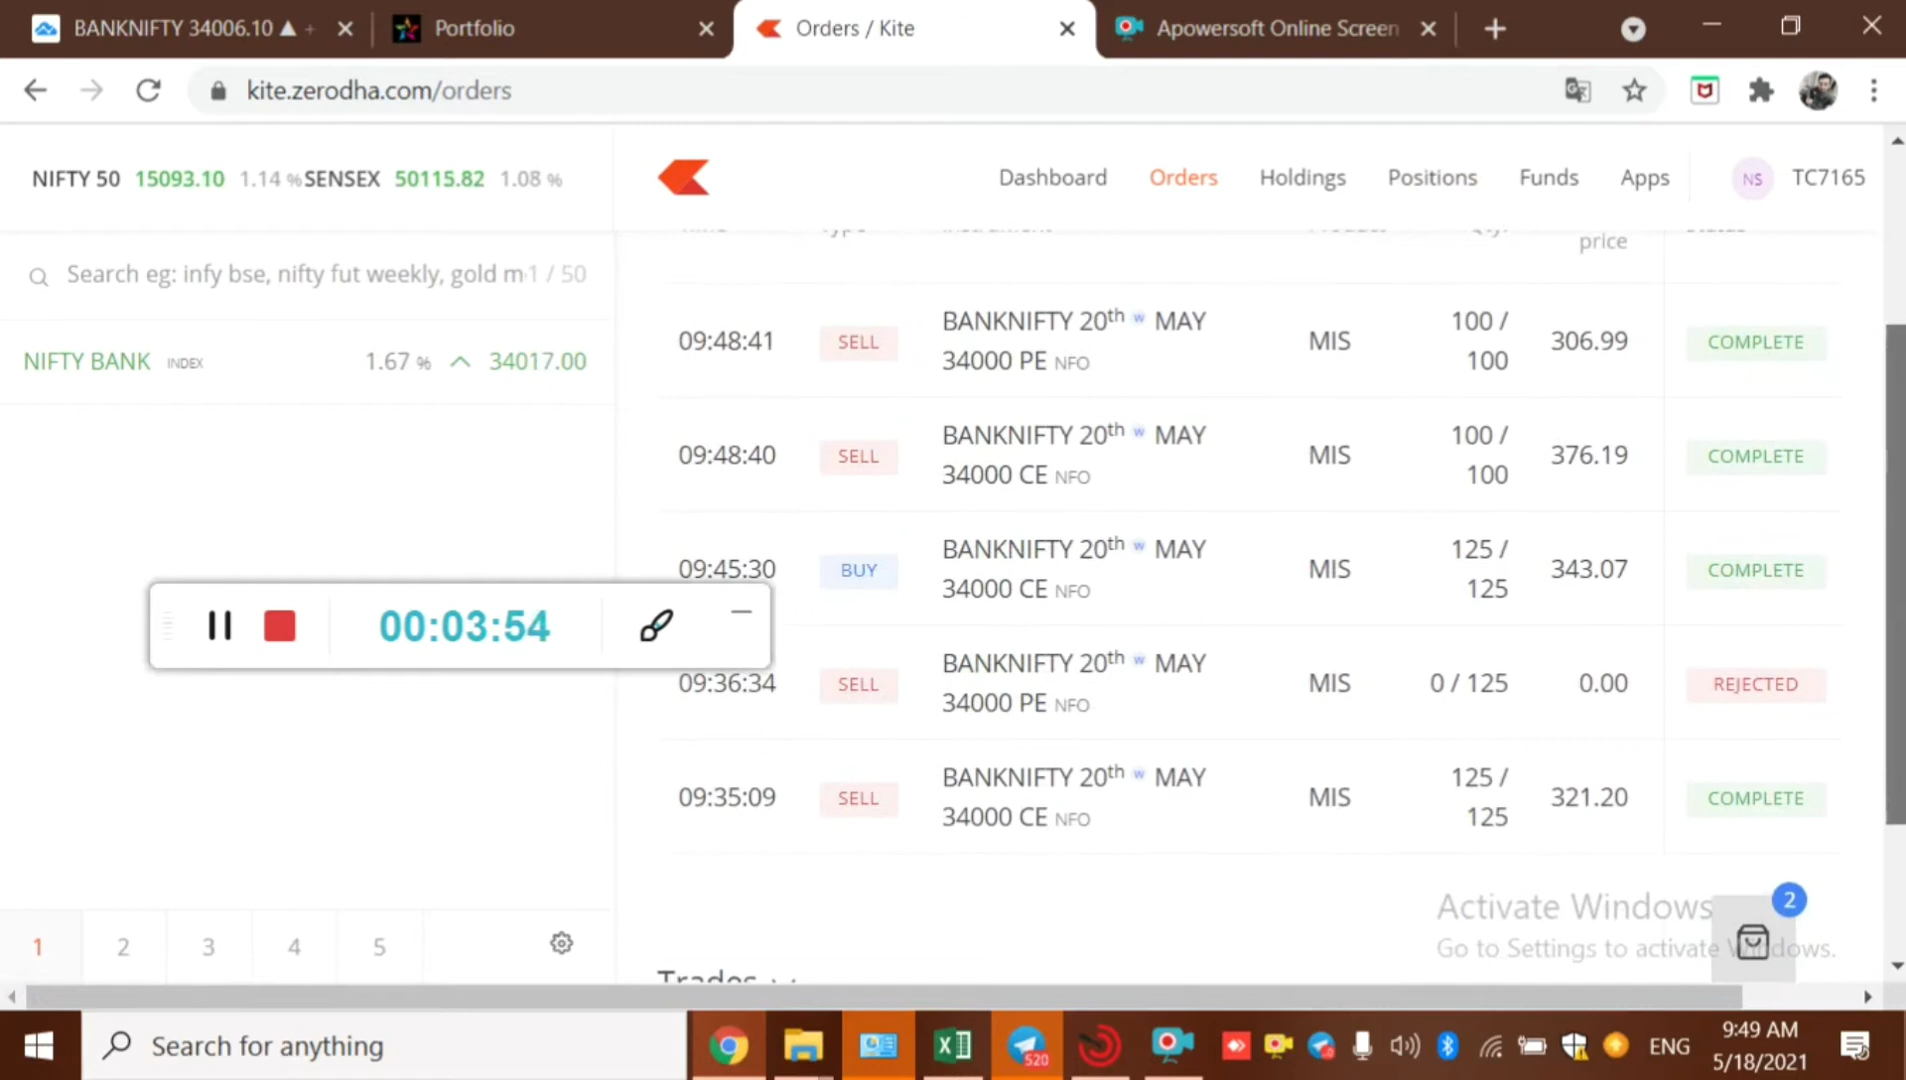 BANKNIFTY 34006.10 ▲ +
Portfolio
Orders / Kite
Apowersoft Online Screen
kite.zerodha.com/orders
NIFTY 50 15093.10 1.14 % SENSEX 50115.82 1.08 %
Dashboard Orders Holdings Positions Funds Apps NS TC7165
Search eg: infy bse, nifty fut weekly, gold m 1 / 50
price
NIFTY BANK INDEX 1.67 % 34017.00
09:48:41 SELL BANKNIFTY 20th w MAY 34000 PE NFO MIS 100 / 100 306.99 COMPLETE
09:48:40 SELL BANKNIFTY 20th w MAY 34000 CE NFO MIS 100 / 100 376.19 COMPLETE
09:45:30 BUY BANKNIFTY 20th w MAY 34000 CE NFO MIS 125 / 125 343.07 COMPLETE
00:03:54
09:36:34 SELL BANKNIFTY 20th w MAY 34000 PE NFO MIS 0 / 125 0.00 REJECTED
09:35:09 SELL BANKNIFTY 20th w MAY 34000 CE NFO MIS 125 / 125 321.20 COMPLETE
Activate Windows
Go to Settings to activate Windows.
2
1 2 3 4 5
Trades
Search for anything
520
ENG
9:49 AM
5/18/2021